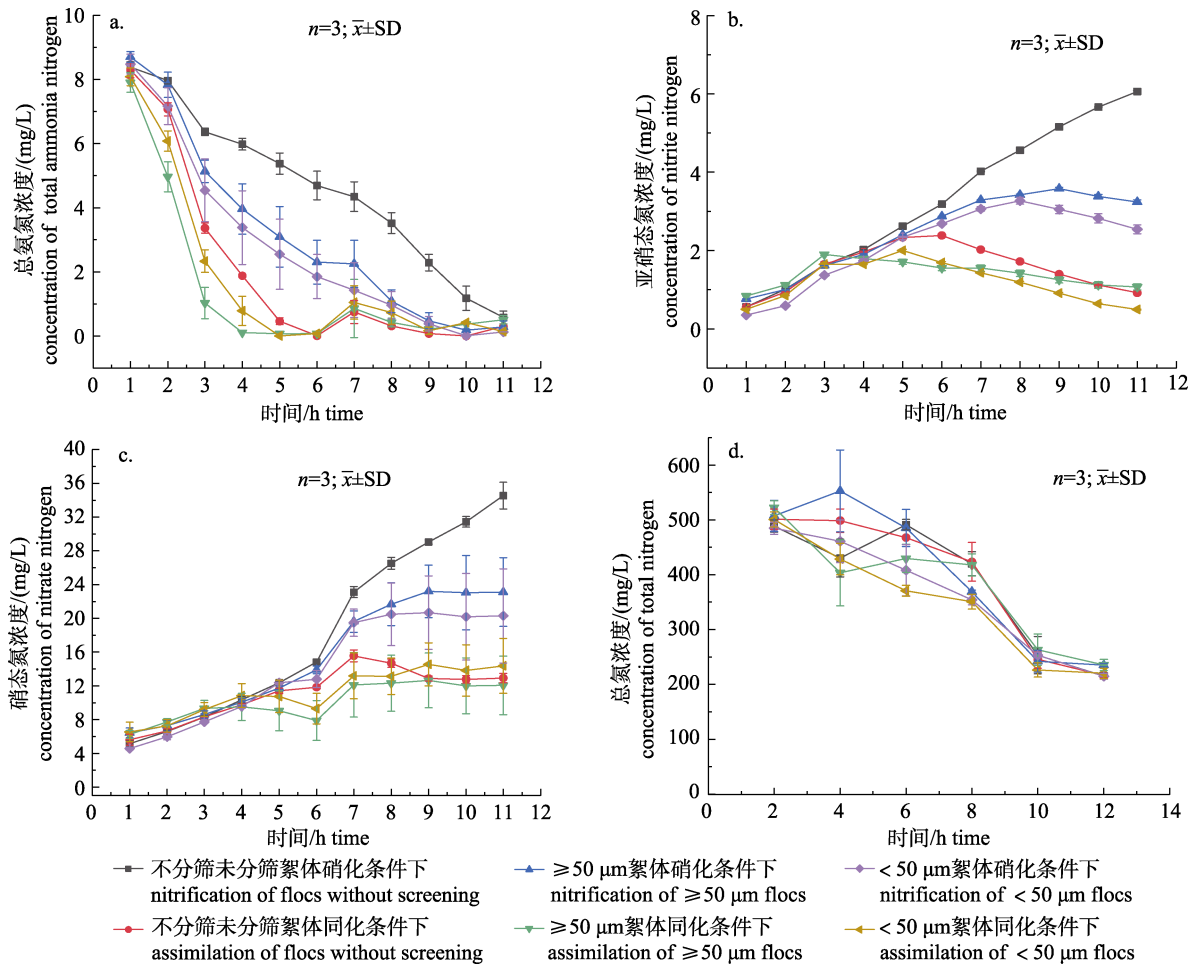 a.
n=3; x̅±SD
总氨氮浓度/(mg/L)
concentration of total ammonia nitrogen
10
8
6
4
2
0
0 1 2 3 4 5 6 7 8 9 10 11 12
时间/h time
b.
n=3; x̅±SD
亚硝态氮浓度/(mg/L)
concentration of nitrite nitrogen
8
6
4
2
0
0 1 2 3 4 5 6 7 8 9 10 11 12
时间/h time
c.
n=3; x̅±SD
硝态氮浓度/(mg/L)
concentration of nitrate nitrogen
40
36
32
28
24
20
16
12
8
4
0
0 1 2 3 4 5 6 7 8 9 10 11 12
时间/h time
d.
n=3; x̅±SD
总氮浓度/(mg/L)
concentration of total nitrogen
600
500
400
300
200
100
0
0 2 4 6 8 10 12 14
时间/h time
不分筛未分筛絮体硝化条件下
nitrification of flocs without screening
≥50 μm絮体硝化条件下
nitrification of ≥50 μm flocs
<50 μm絮体硝化条件下
nitrification of <50 μm flocs
不分筛未分筛絮体同化条件下
assimilation of flocs without screening
≥50 μm絮体同化条件下
assimilation of ≥50 μm flocs
<50 μm絮体同化条件下
assimilation of <50 μm flocs